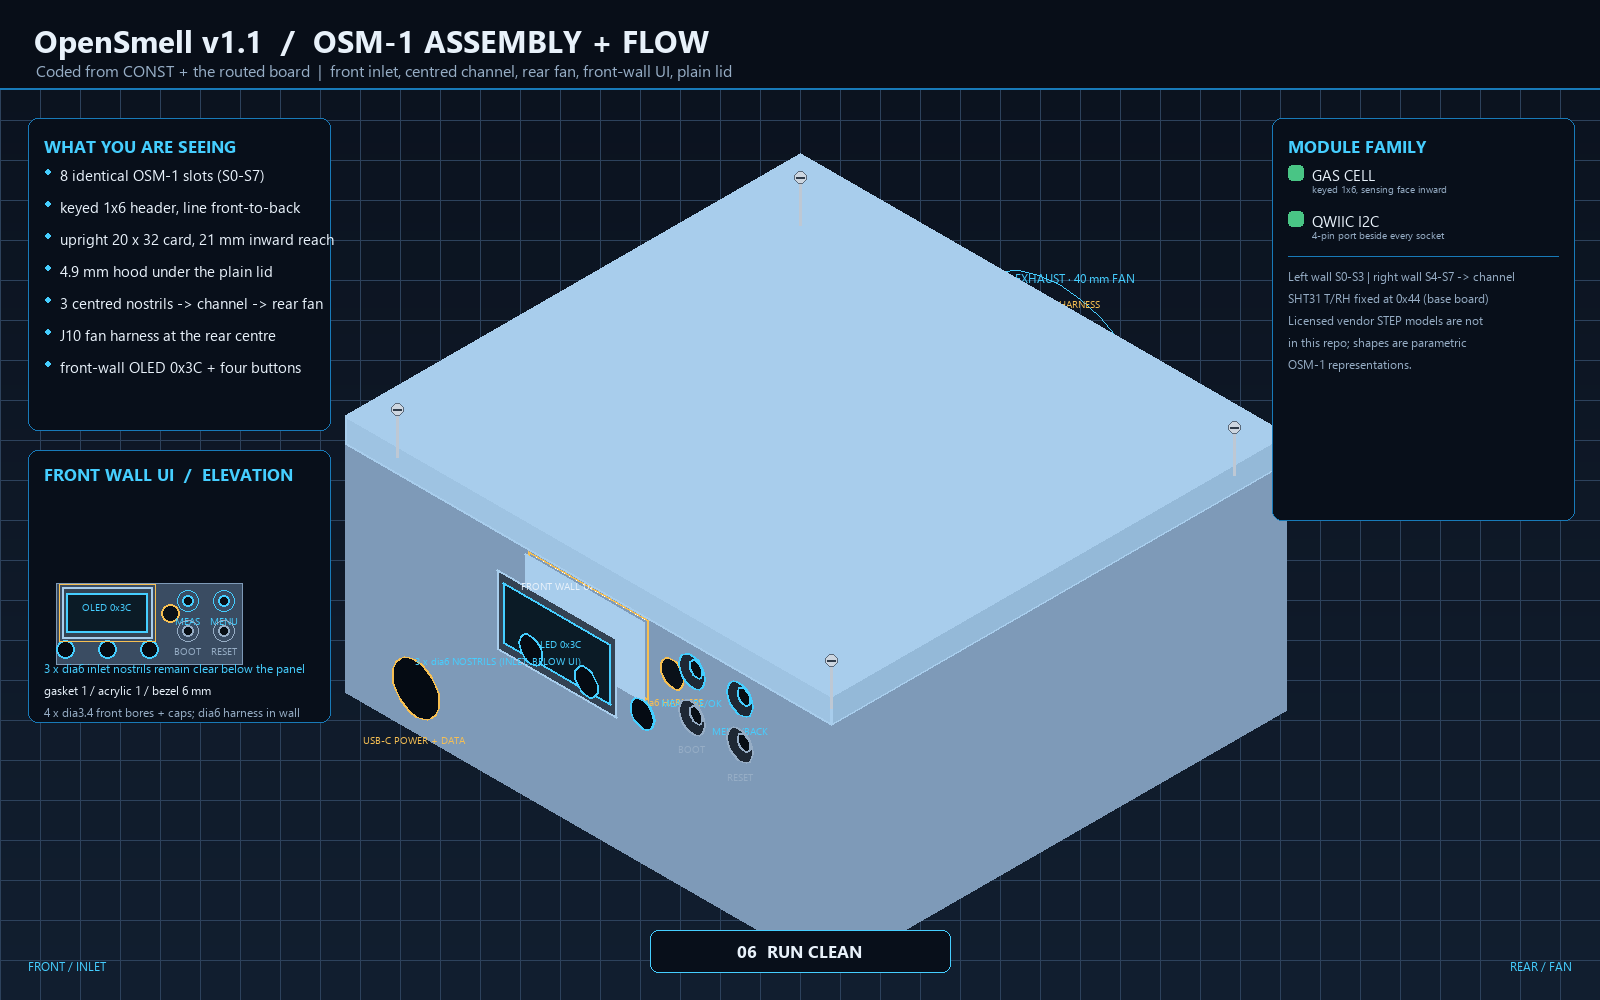 OpenSmell v1.1 / OSM-1 ASSEMBLY + FLOW
Coded from CONST + the routed board | front inlet, centred channel, rear fan, front-wall UI, plain lid
WHAT YOU ARE SEEING
8 identical OSM-1 slots (S0-S7)
keyed 1x6 header, line front-to-back
upright 20 x 32 card, 21 mm inward reach
4.9 mm hood under the plain lid
3 centred nostrils -> channel -> rear fan
J10 fan harness at the rear centre
front-wall OLED 0x3C + four buttons
FRONT WALL UI / ELEVATION
OLED 0x3C
MEAS
MENU
BOOT
RESET
3 x dia6 inlet nostrils remain clear below the panel
gasket 1 / acrylic 1 / bezel 6 mm
4 x dia3.4 front bores + caps; dia6 harness in wall
EXHAUST · 40 mm FAN
HARNESS
FRONT WALL UI
LED 0x3C
3 x dia6 NOSTRILS (INLET, BELOW UI)
USB-C POWER + DATA
BOOT
RESET
MODULE FAMILY
GAS CELL
keyed 1x6, sensing face inward
QWIIC I2C
4-pin port beside every socket
Left wall S0-S3 | right wall S4-S7 -> channel
SHT31 T/RH fixed at 0x44 (base board)
Licensed vendor STEP models are not
in this repo; shapes are parametric
OSM-1 representations.
06 RUN CLEAN
FRONT / INLET
REAR / FAN